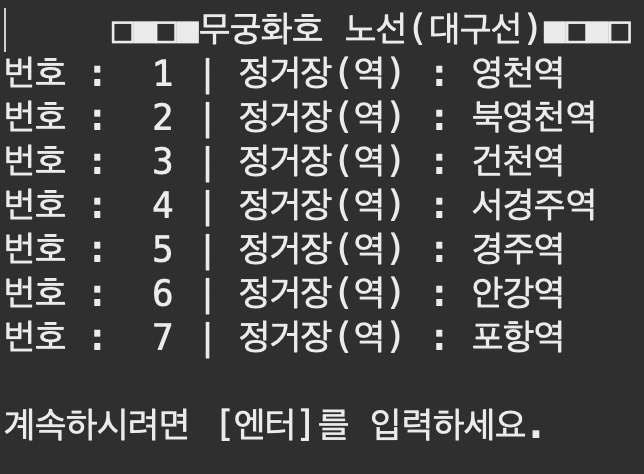 □■□■무궁화호 노선(대구선)■□■□
번호 :  1 | 정거장(역) : 영천역
번호 :  2 | 정거장(역) : 북영천역
번호 :  3 | 정거장(역) : 건천역
번호 :  4 | 정거장(역) : 서경주역
번호 :  5 | 정거장(역) : 경주역
번호 :  6 | 정거장(역) : 안강역
번호 :  7 | 정거장(역) : 포항역
계속하시려면 [엔터]를 입력하세요.